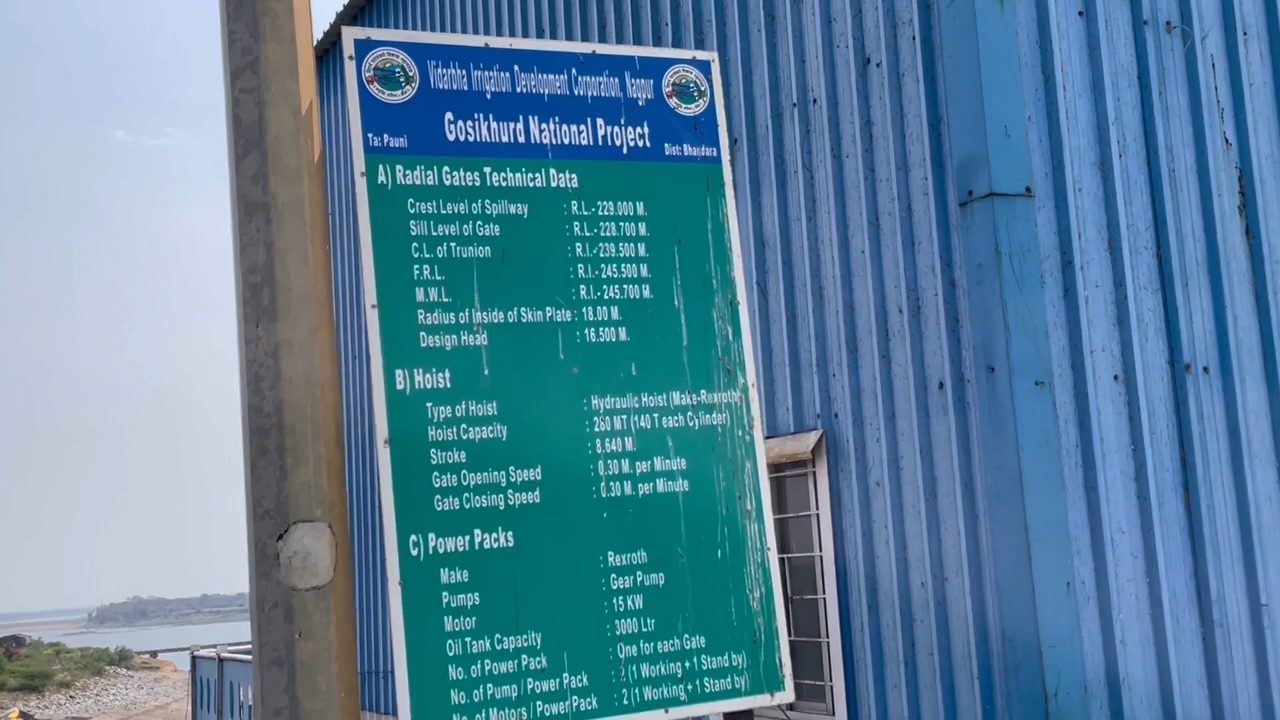 Vidarbha Irrigation Development Corporation, Nagpur
Gosikhurd National Project
Ta: Pauni Dist: Bhandara
A) Radial Gates Technical Data
Crest Level of Spillway : R.L.- 229.000 M.
Sill Level of Gate : R.L.- 228.700 M.
C.L. of Trunion : R.I.- 239.500 M.
F.R.L. : R.I.- 245.500 M.
M.W.L. : R.I.- 245.700 M.
Radius of Inside of Skin Plate : 18.00 M.
Design Head : 16.500 M.
B) Hoist
Type of Hoist : Hydraulic Hoist (Make-Rexroth)
Hoist Capacity : 280 MT (140 T each Cylinder)
Stroke : 8.640 M.
Gate Opening Speed : 0.30 M. per Minute
Gate Closing Speed : 0.30 M. per Minute
C) Power Packs
Make : Rexroth
Pumps : Gear Pump
Motor : 15 KW
Oil Tank Capacity : 3000 Ltr
No. of Power Pack : One for each Gate
No. of Pump / Power Pack : 2 (1 Working + 1 Stand by)
No. of Motors / Power Pack : 2 (1 Working + 1 Stand by)